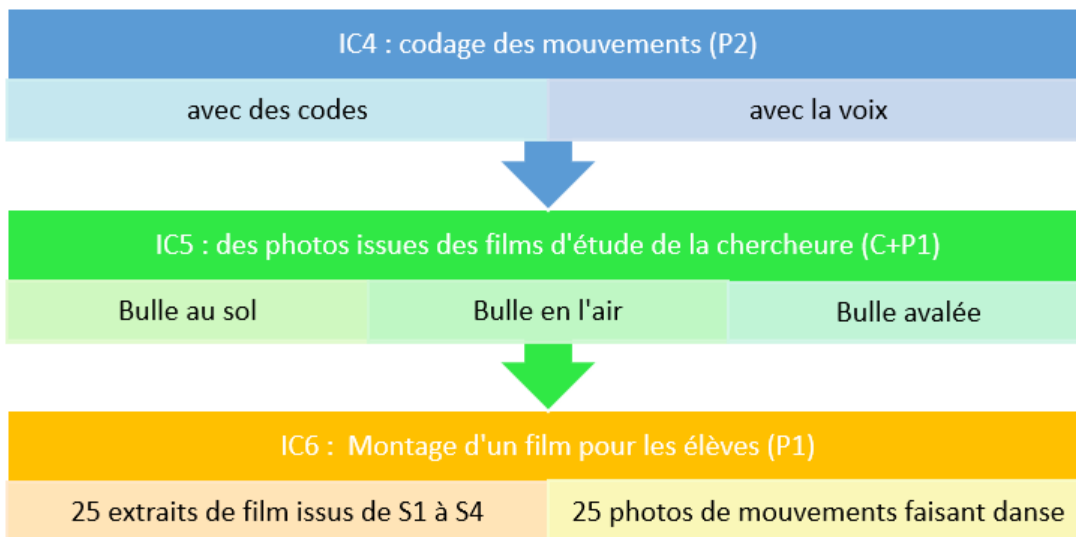 IC4 : codage des mouvements (P2)
avec des codes
avec la voix
IC5 : des photos issues des films d'étude de la chercheure (C+P1)
Bulle au sol
Bulle en l'air
Bulle avalée
IC6 : Montage d'un film pour les élèves (P1)
25 extraits de film issus de S1 à S4
25 photos de mouvements faisant danse